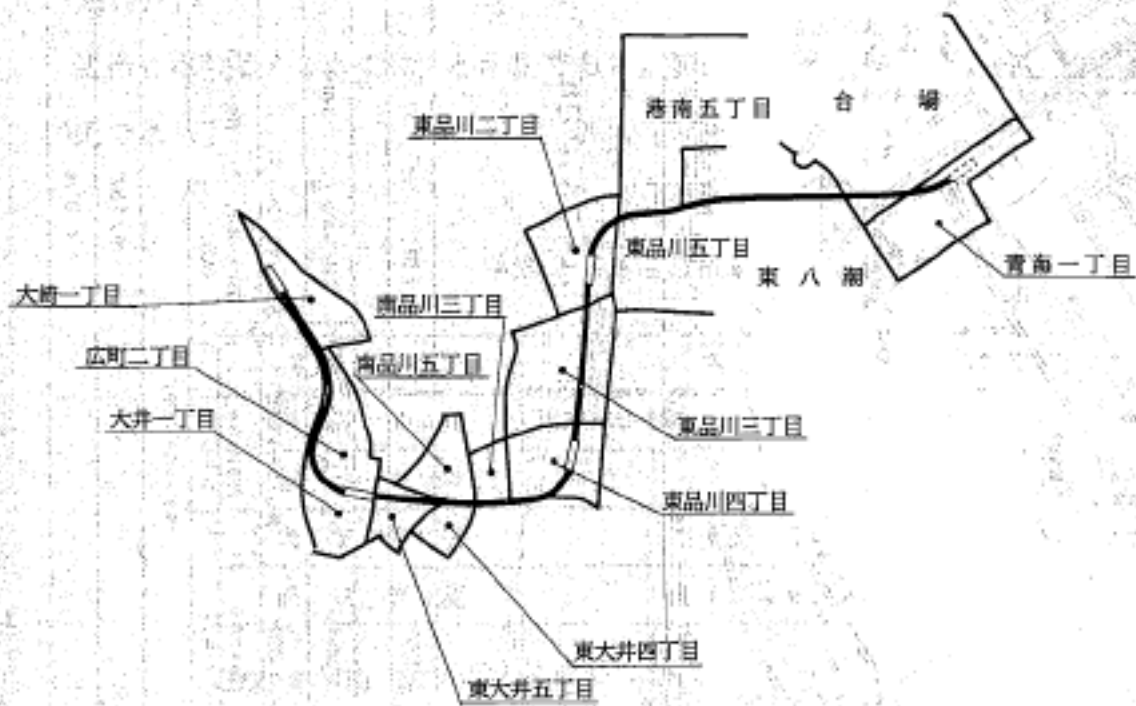 台場
港南五丁目
東品川二丁目
東品川五丁目
青海一丁目
東八潮
大崎一丁目
南品川三丁目
広町二丁目
南品川五丁目
大井一丁目
東品川三丁目
東品川四丁目
東大井四丁目
東大井五丁目